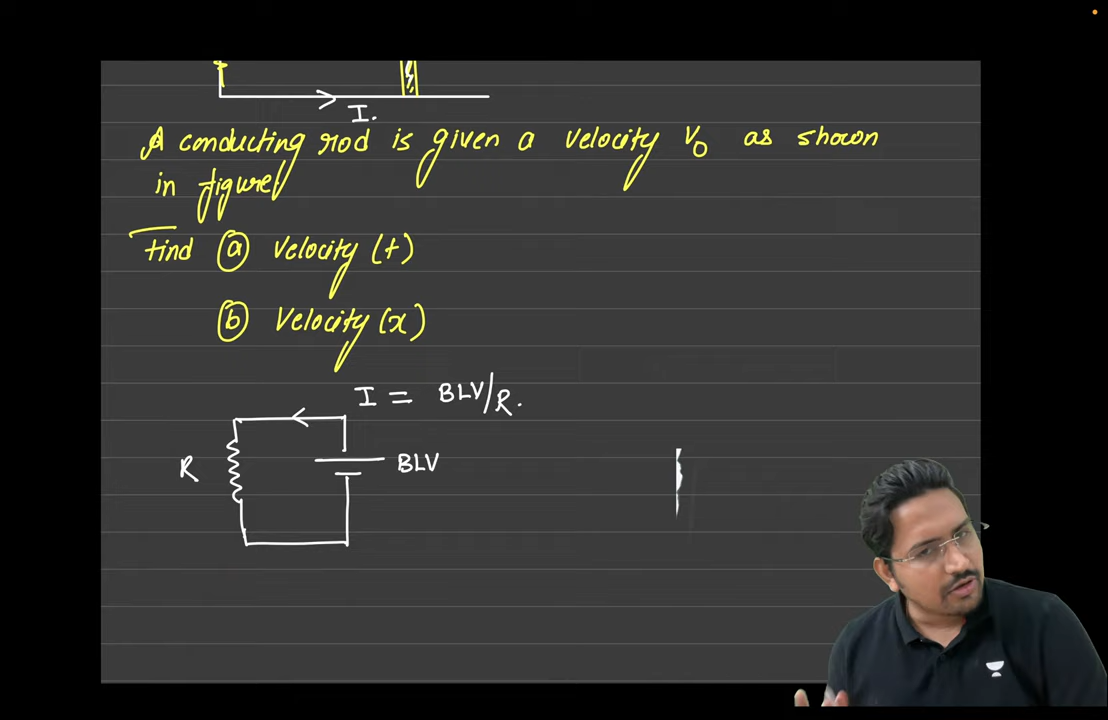 I.
A conducting rod is given a velocity v0 as shown
in figure
Find (a) Velocity (t)
(b) Velocity (x)
I = BLV/R.
R
BLV